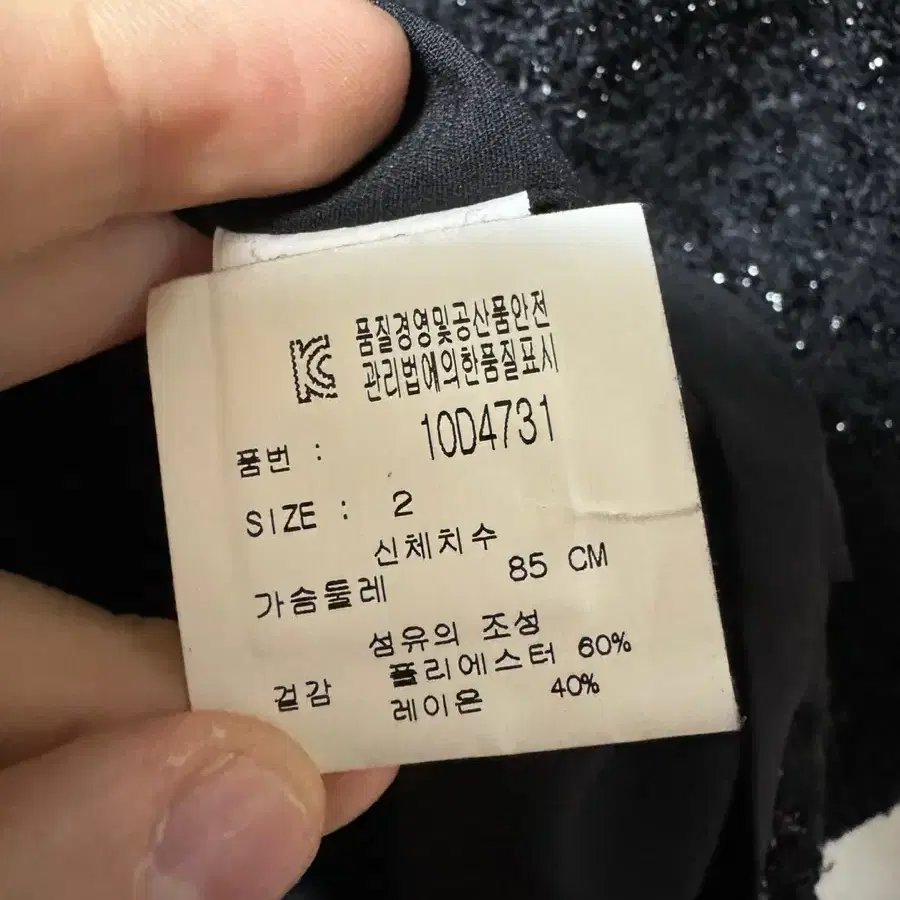 품질경영및공산품안전
관리법에의한품질표시
품번 : 10D4731
SIZE : 2
신체치수
가슴둘레 85 CM
섬유의 조성
겉감 폴리에스터 60%
레이온 40%